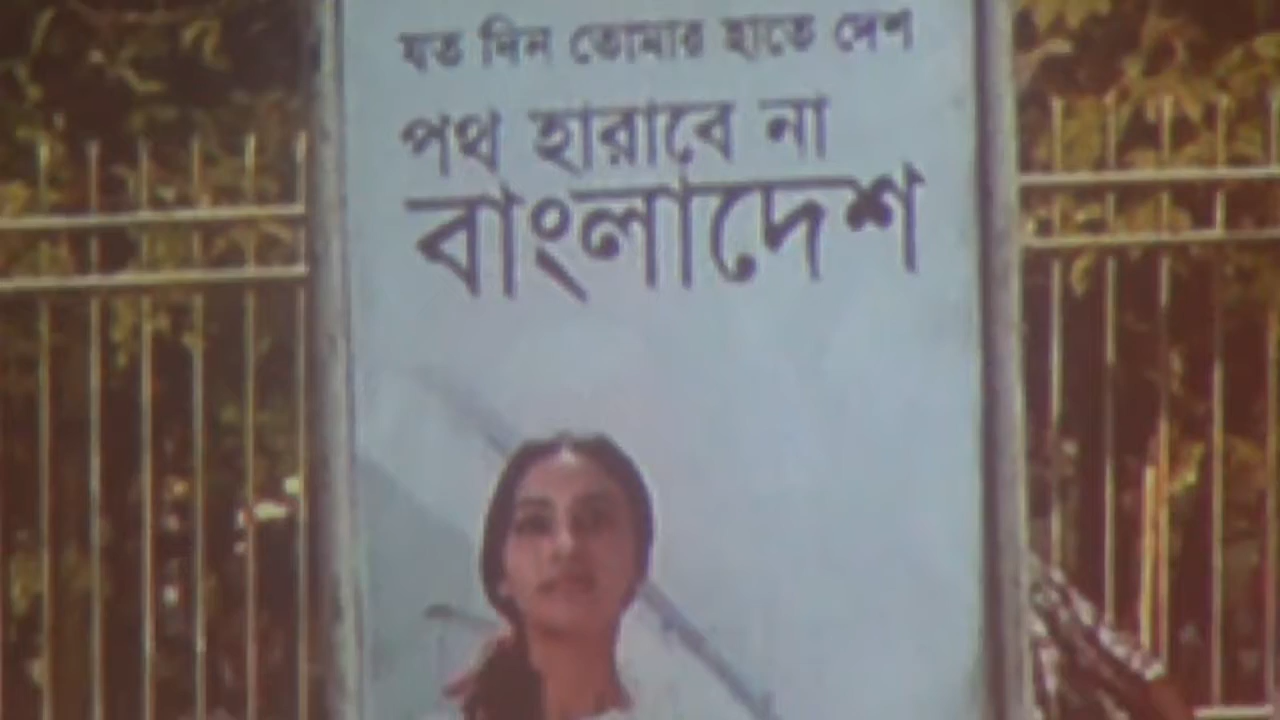 যত দিন তোমার হাতে দেশ
পথ হারাবে না
বাংলাদেশ